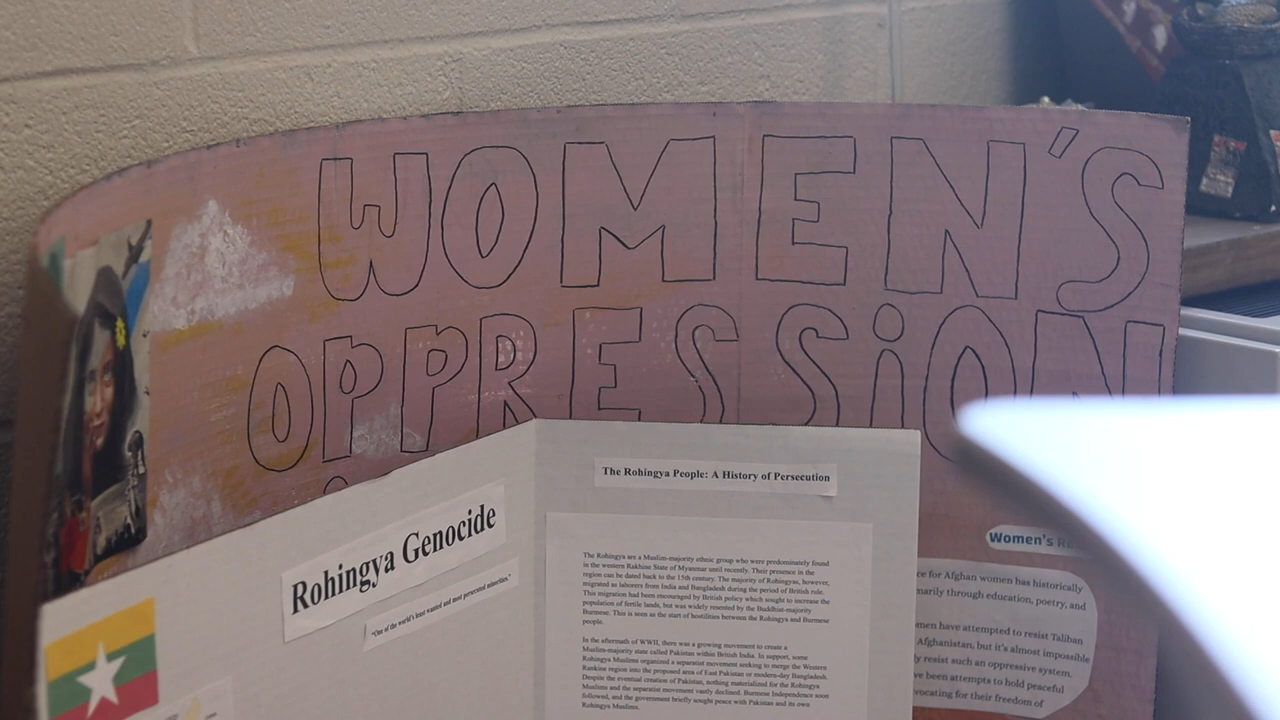 WOMEN'S
OPPRESSION
The Rohingya People: A History of Persecution
Rohingya Genocide
"One of the world's least wanted and most persecuted minorities."
The Rohingya are a Muslim-majority ethnic group who were predominantly found
in the western Rakhine State of Myanmar until recently. Their presence in the
region can be dated back to the 15th century. The majority of Rohingyas, however,
migrated as laborers from India and Bangladesh during the period of British rule.
This migration had been encouraged by British policy which sought to increase the
population of fertile lands, but was widely resented by the Buddhist-majority
Burmese. This is seen as the start of hostilities between the Rohingya and Burmese
people.
In the aftermath of WWII, there was a growing movement to create a
Muslim-majority state called Pakistan within British India. In support, some
Rohingya Muslims organized a separatist movement seeking to merge the Western
Rankine region into the proposed area of East Pakistan or modern-day Bangladesh.
Despite the eventual creation of Pakistan, nothing materialized for the Rohingya
Muslims and the separatist movement vastly declined. Burmese Independence soon
followed, and the government briefly sought peace with Pakistan and its own
Rohingya Muslims.
Women's
for Afghan women has historically
through education, poetry, and
have attempted to resist Taliban
Afghanistan, but it's almost impossible
resist such an oppressive system.
been attempts to hold peaceful
for their freedom of